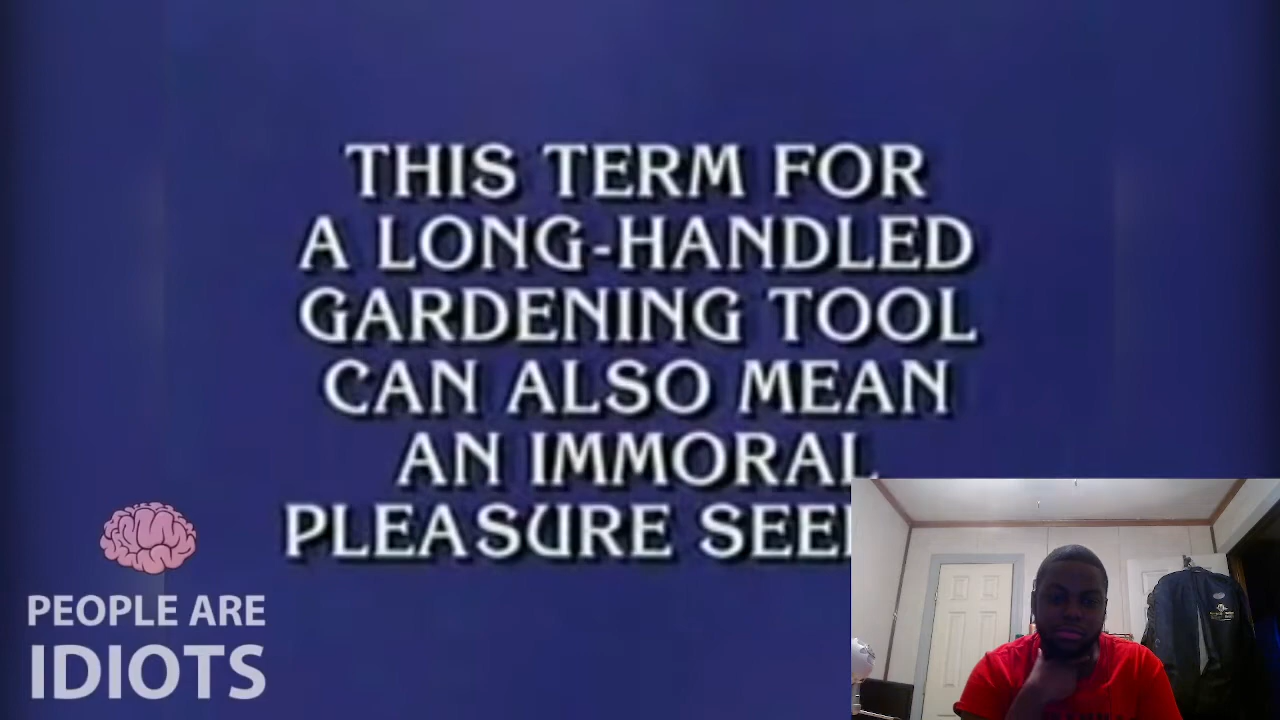 THIS TERM FOR
A LONG-HANDLED
GARDENING TOOL
CAN ALSO MEAN
AN IMMORAL
PLEASURE
PEOPLE ARE
IDIOTS